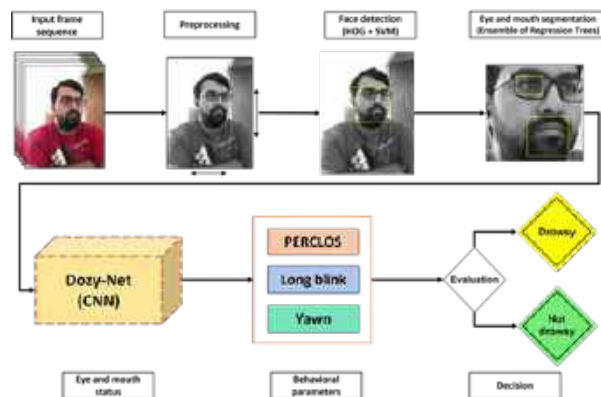 Input frame
sequence
Preprocessing
Face detection
(HOG + SVM)
Eye and mouth segmentation
(Ensemble of Regression Trees)
Dozy-Net
(CNN)
PERCLOS
Long blink
Yawn
Evaluation
Drowsy
Not
drowsy
Eye and mouth
status
Behavioral
parameters
Decision